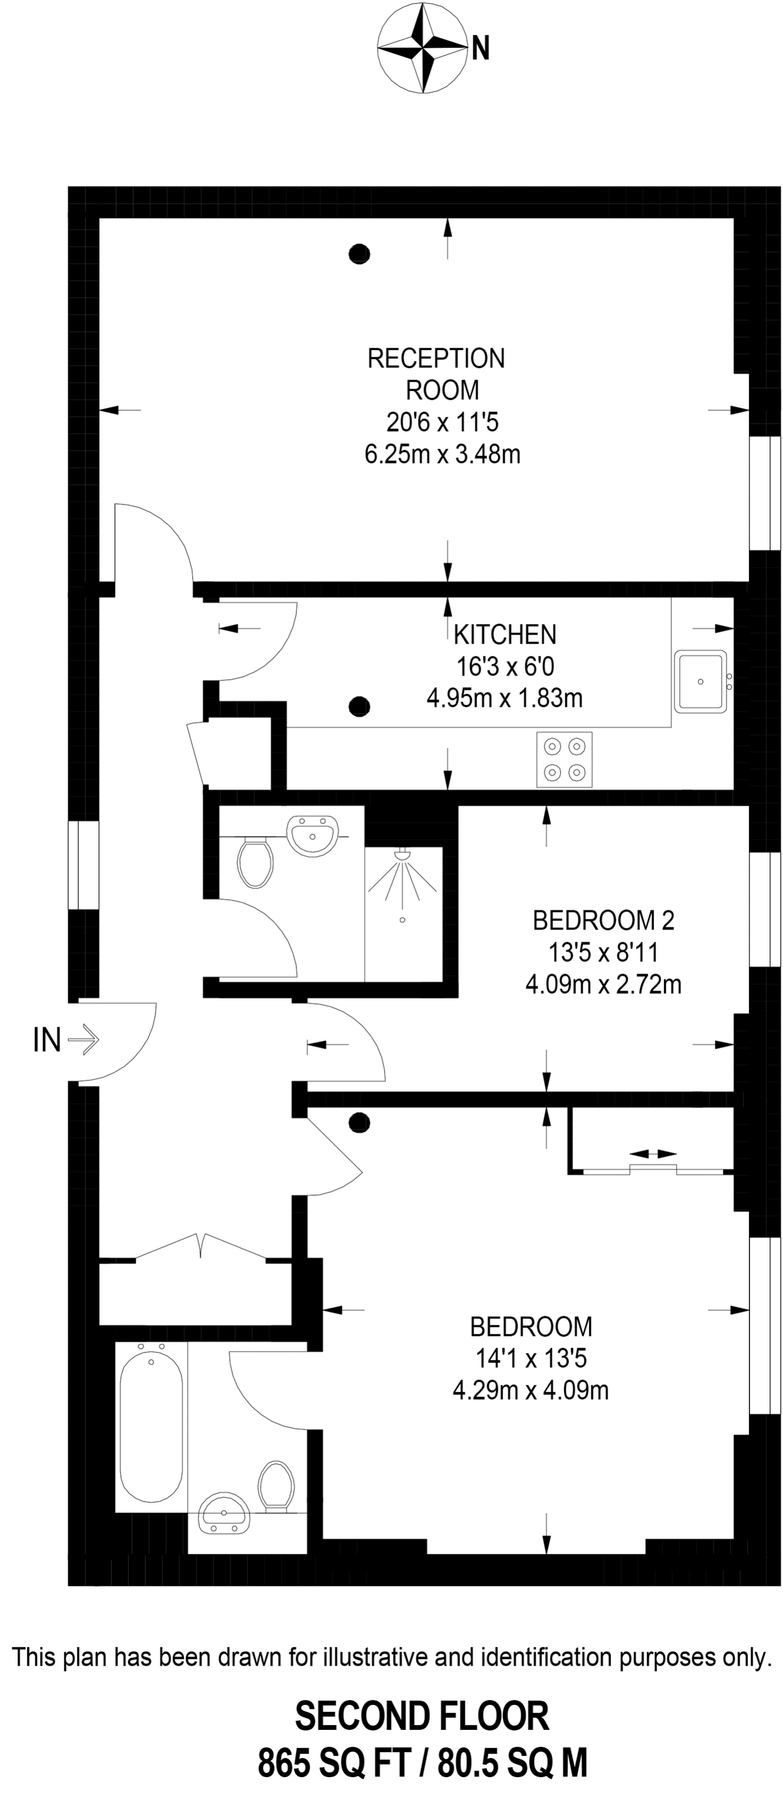 N
RECEPTION
ROOM
20'6 x 11'5
6.25m x 3.48m
KITCHEN
16'3 x 6'0
4.95m x 1.83m
BEDROOM 2
13'5 x 8'11
4.09m x 2.72m
IN
BEDROOM
14'1 x 13'5
4.29m x 4.09m
This plan has been drawn for illustrative and identification purposes only.
SECOND FLOOR
865 SQ FT / 80.5 SQ M